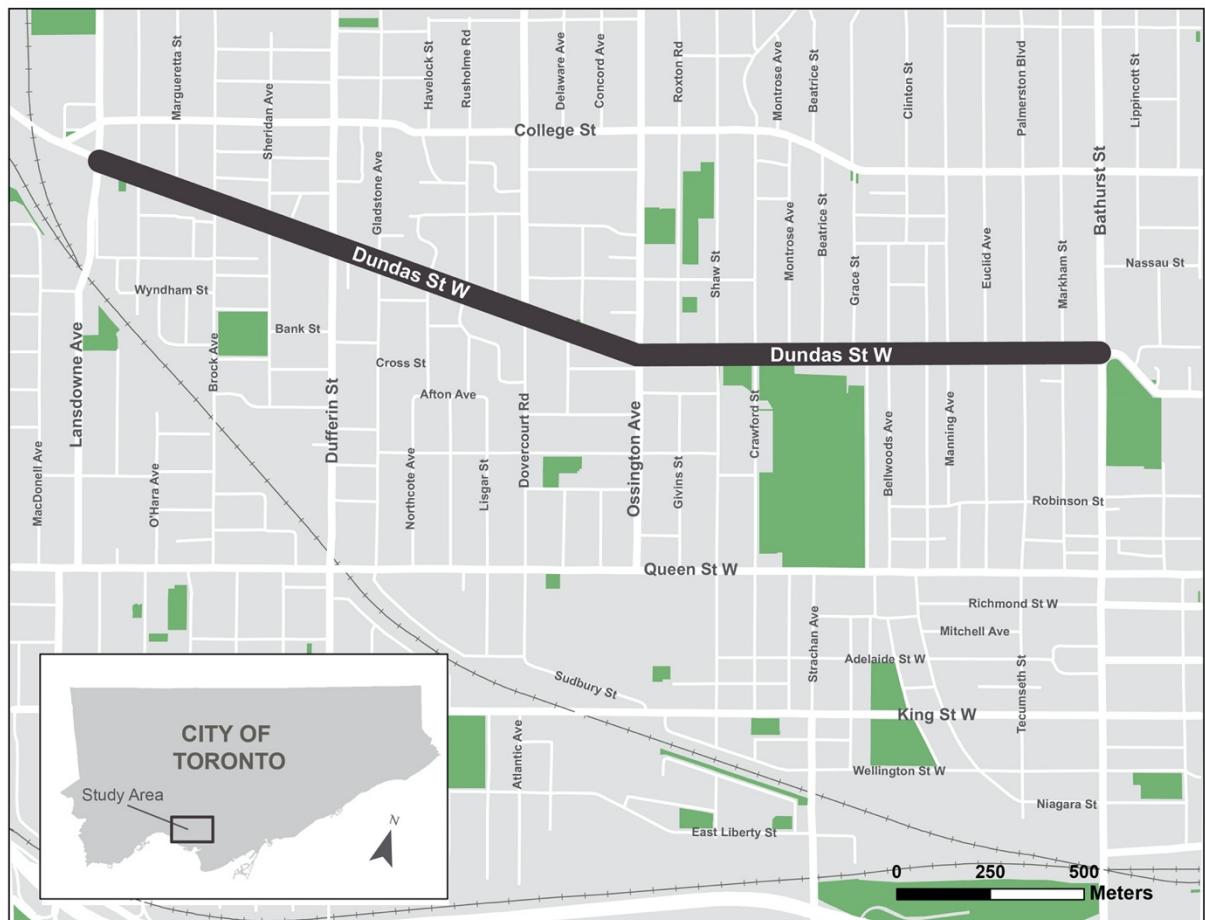 Margueretta St
Sheridan Ave
Havelock St
Rusholme Rd
Delaware Ave
Concord Ave
Roxton Rd
Montrose Ave
Beatrice St
Clinton St
Palmerston Blvd
Lippincott St
College St
Bathurst St
Gladstone Ave
Dundas St W
Shaw St
Montrose Ave
Beatrice St
Grace St
Euclid Ave
Markham St
Nassau St
Wyndham St
Bank St
Brock Ave
Lansdowne Ave
Dufferin St
Cross St
Afton Ave
Dundas St W
MacDonell Ave
O'Hara Ave
Northcote Ave
Lisgar St
Dovercourt Rd
Ossington Ave
Givins St
Crawford St
Bellwoods Ave
Manning Ave
Robinson St
Queen St W
Richmond St W
Mitchell Ave
Strachan Ave
Adelaide St W
Tecumseth St
Sudbury St
King St W
Atlantic Ave
Wellington St W
Niagara St
East Liberty St
CITY OF
TORONTO
Study Area
N
0 250 500
Meters